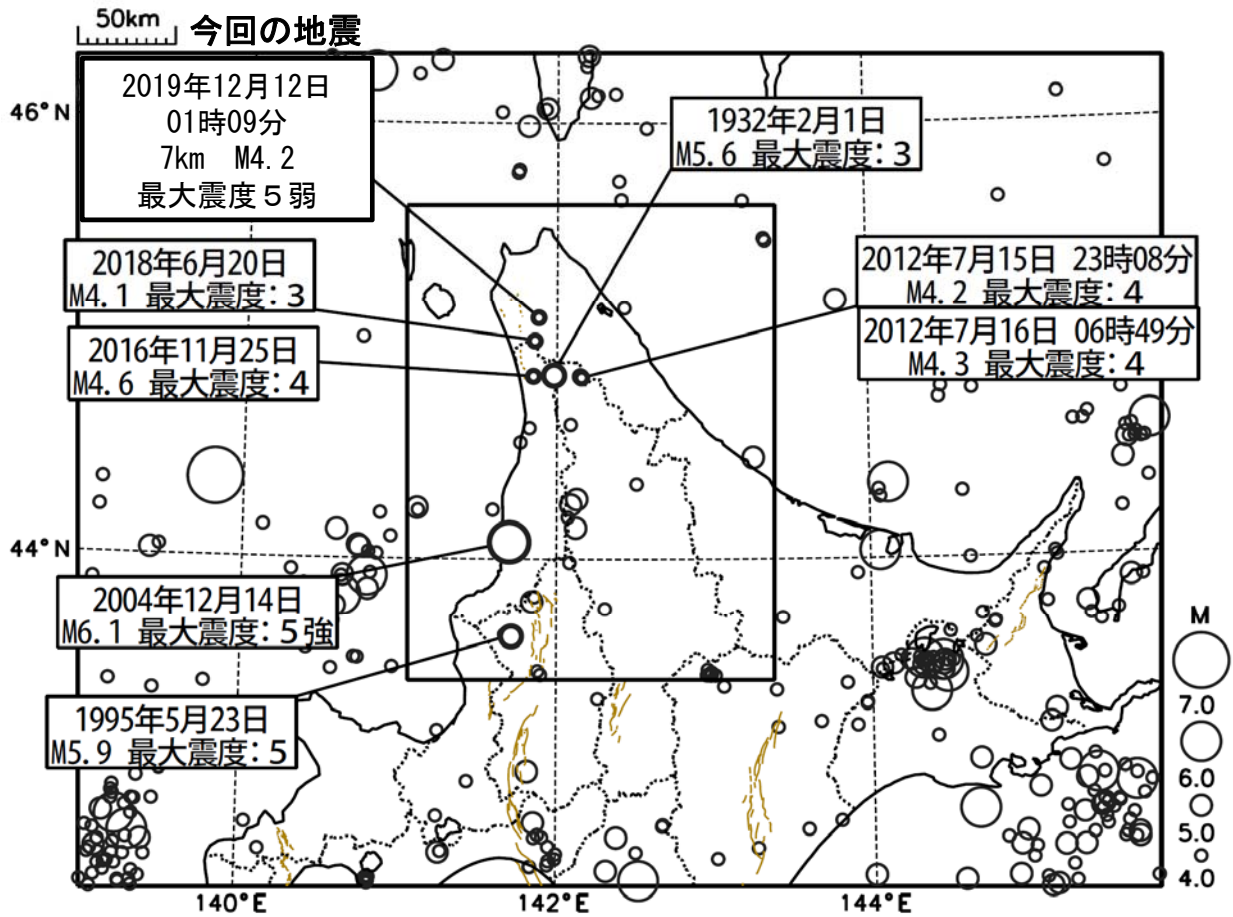 50km
今回の地震
2019年12月12日
01時09分
7km M4.2
最大震度５弱
46°N
1932年2月1日
M5.6 最大震度:３
2018年6月20日
M4.1 最大震度:３
2012年7月15日 23時08分
M4.2 最大震度:４
2016年11月25日
M4.6 最大震度:４
2012年7月16日 06時49分
M4.3 最大震度:４
44°N
2004年12月14日
M6.1 最大震度:５強
1995年5月23日
M5.9 最大震度:５
M
7.0
6.0
5.0
4.0
140°E
142°E
144°E